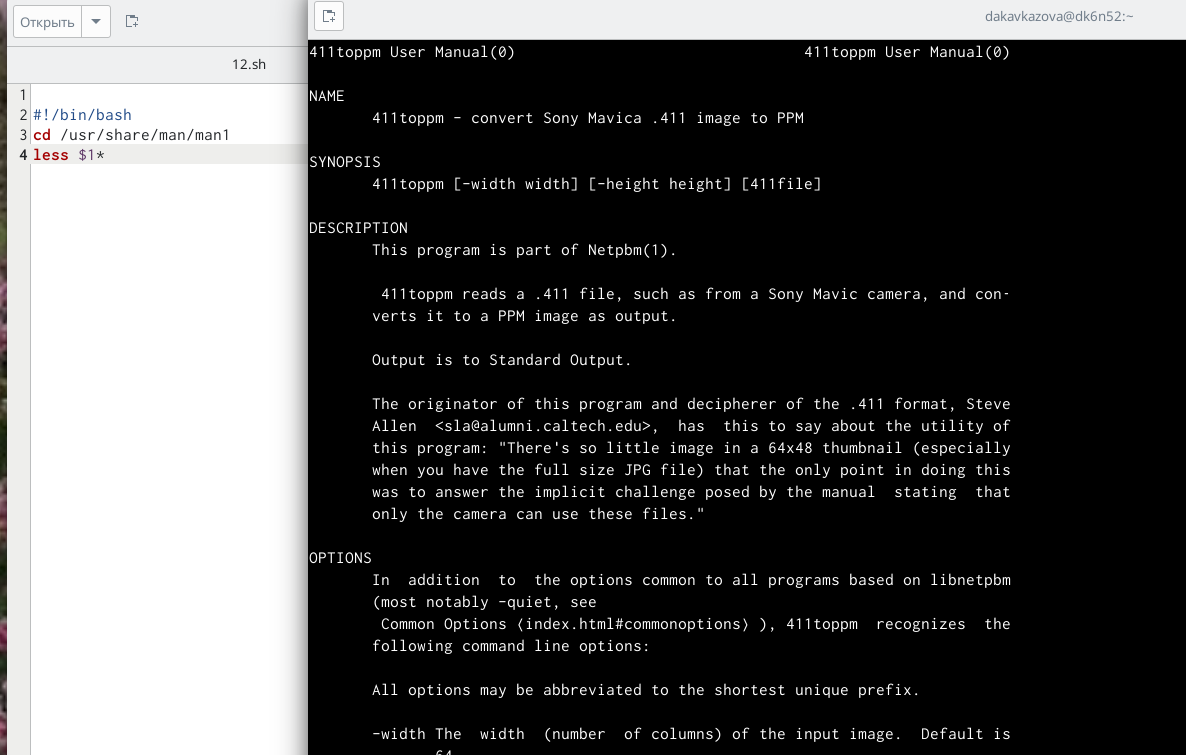 Открыть
12.sh
1
2 #!/bin/bash
3 cd /usr/share/man/man1
4 less $1*
dakavkazova@dk6n52:~
411toppm User Manual(0) 411toppm User Manual(0)
NAME
411toppm - convert Sony Mavica .411 image to PPM
SYNOPSIS
411toppm [-width width] [-height height] [411file]
DESCRIPTION
This program is part of Netpbm(1).
411toppm reads a .411 file, such as from a Sony Mavic camera, and con-
verts it to a PPM image as output.
Output is to Standard Output.
The originator of this program and decipherer of the .411 format, Steve
Allen <sla@alumni.caltech.edu>, has this to say about the utility of
this program: "There's so little image in a 64x48 thumbnail (especially
when you have the full size JPG file) that the only point in doing this
was to answer the implicit challenge posed by the manual stating that
only the camera can use these files."
OPTIONS
In addition to the options common to all programs based on libnetpbm
(most notably -quiet, see
Common Options ⟨index.html#commonoptions⟩ ), 411toppm recognizes the
following command line options:
All options may be abbreviated to the shortest unique prefix.
-width The width (number of columns) of the input image. Default is
64